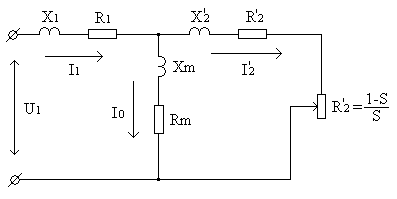 X1 R1 X'2 R'2
I1 I'2
Xm
U1 I0 Rm
R'2=1-S/S